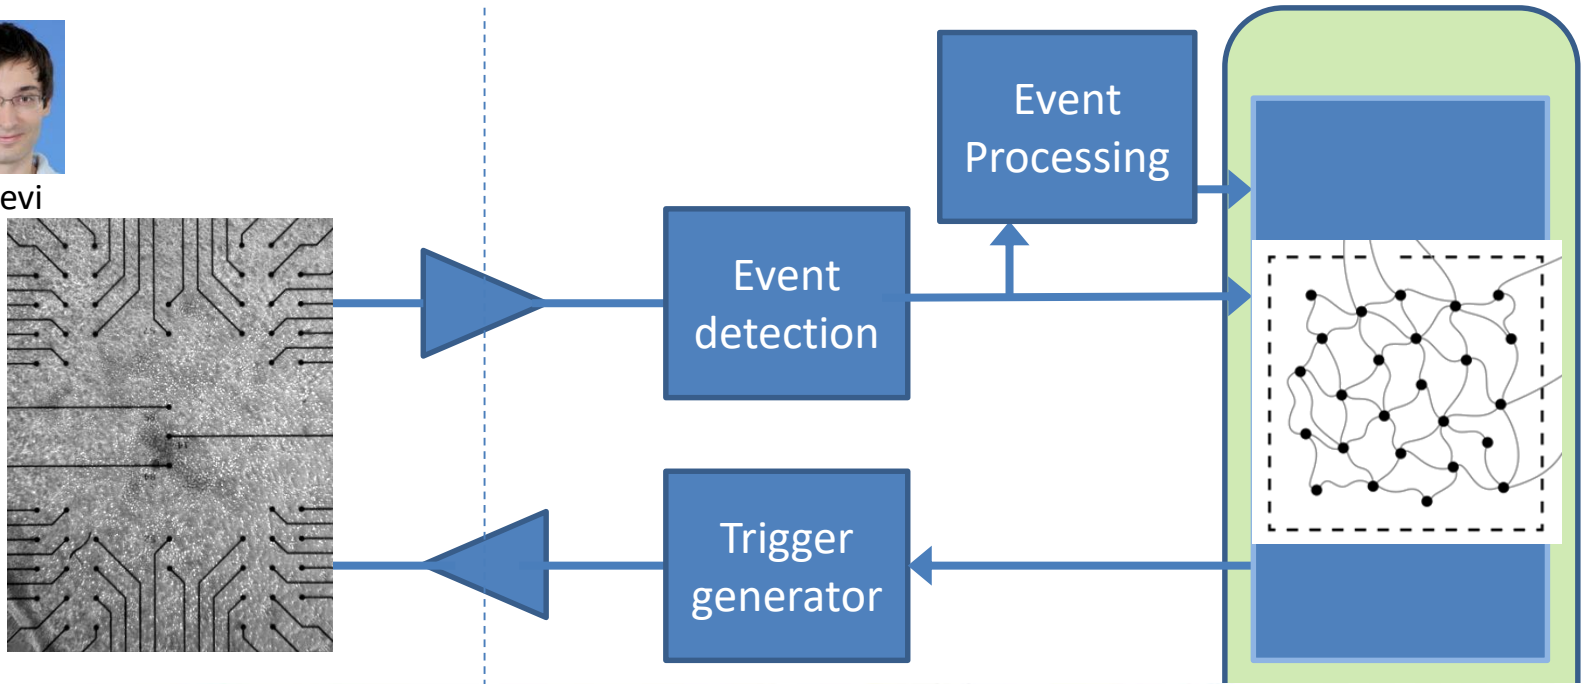 evi
Event
Processing
Event
detection
Trigger
generator